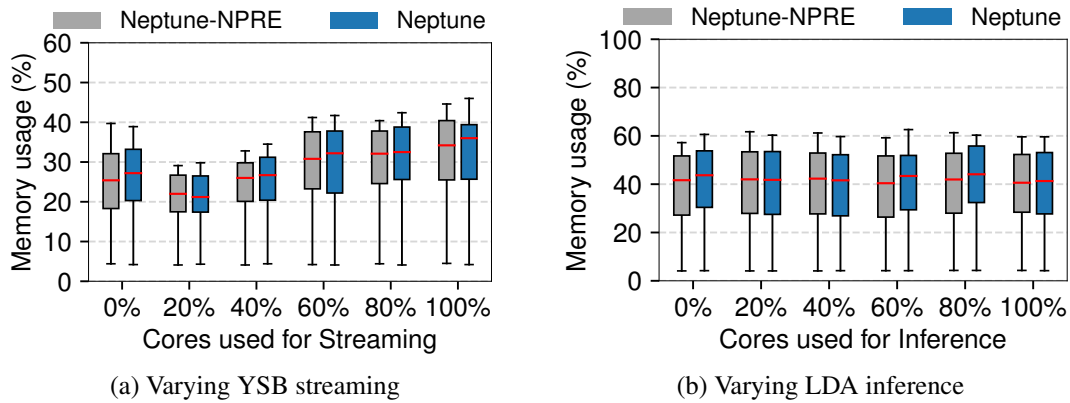 Neptune-NPRE Neptune
Memory usage (%)
60
50
40
30
20
10
0
0% 20% 40% 60% 80% 100%
Cores used for Streaming
(a) Varying YSB streaming
Neptune-NPRE Neptune
Memory usage (%)
100
80
60
40
20
0
0% 20% 40% 60% 80% 100%
Cores used for Inference
(b) Varying LDA inference